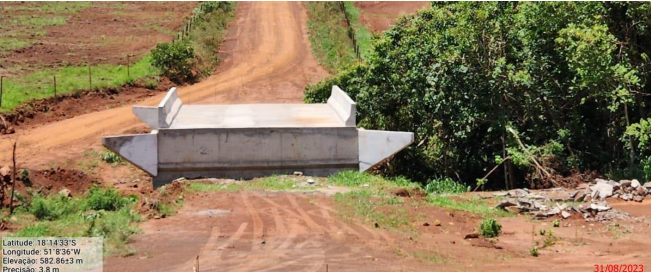 Latitude: 18°14'33"S
Longitude: 51°8'36"W
Elevação: 582.86±3 m
Precisão: 3.8 m
31/08/2023